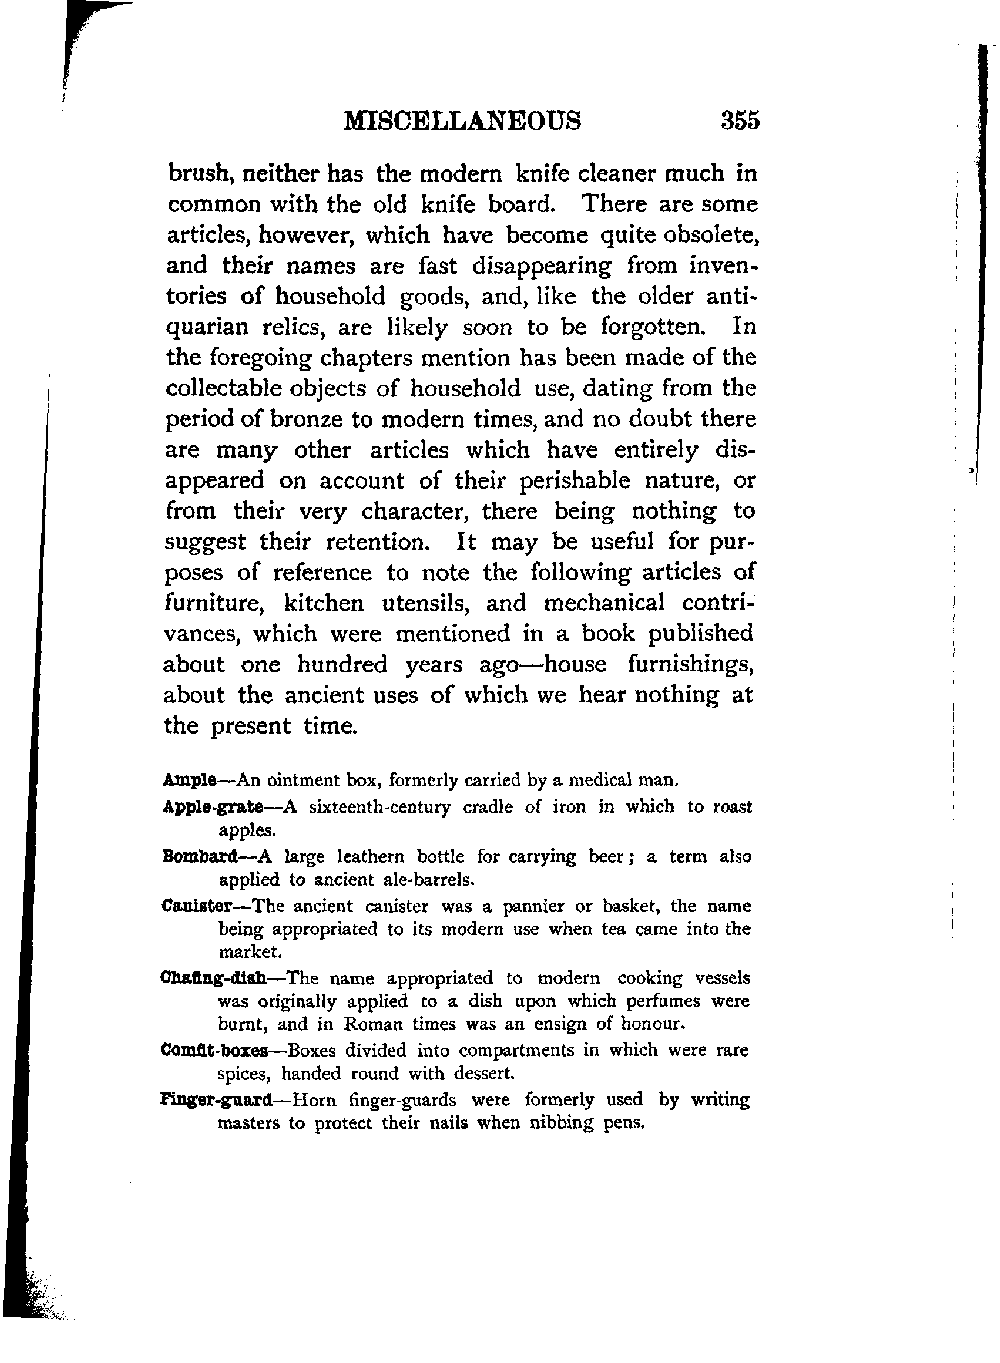 MISCELLANEOUS 355
brush, neither has the modern knife cleaner much in
common with the old knife board. There are some
articles, however, which have become quite obsolete,
and their names are fast disappearing from inven-
tories of household goods, and, like the older anti-
quarian relics, are likely soon to be forgotten. In
the foregoing chapters mention has been made of the
collectable objects of household use, dating from the
period of bronze to modern times, and no doubt there
are many other articles which have entirely dis-
appeared on account of their perishable nature, or
from their very character, there being nothing to
suggest their retention. It may be useful for pur-
poses of reference to note the following articles of
furniture, kitchen utensils, and mechanical contri-
vances, which were mentioned in a book published
about one hundred years ago—house furnishings,
about the ancient uses of which we hear nothing at
the present time.
Ample—An ointment box, formerly carried by a medical man.
Apple-grate—A sixteenth-century cradle of iron in which to roast
apples.
Bombard—A large leathern bottle for carrying beer; a term also
applied to ancient ale-barrels.
Canister—The ancient canister was a pannier or basket, the name
being appropriated to its modern use when tea came into the
market.
Chafing-dish—The name appropriated to modern cooking vessels
was originally applied to a dish upon which perfumes were
burnt, and in Roman times was an ensign of honour.
Comfit-boxes—Boxes divided into compartments in which were rare
spices, handed round with dessert.
Finger-guard—Horn finger-guards were formerly used by writing
masters to protect their nails when nibbing pens.